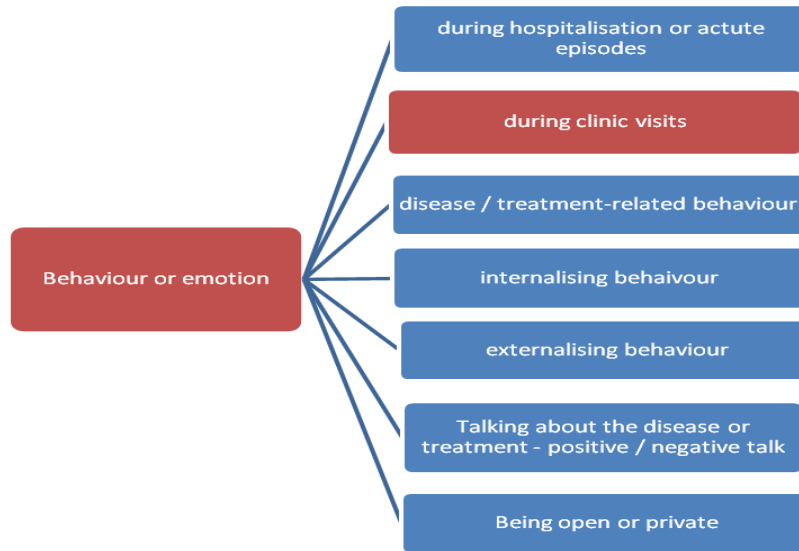 during hospitalisation or actute
episodes
during clinic visits
disease / treatment-related behaviour
Behaviour or emotion
internalising behaivour
externalising behaviour
Talking about the disease or
treatment - positive / negative talk
Being open or private